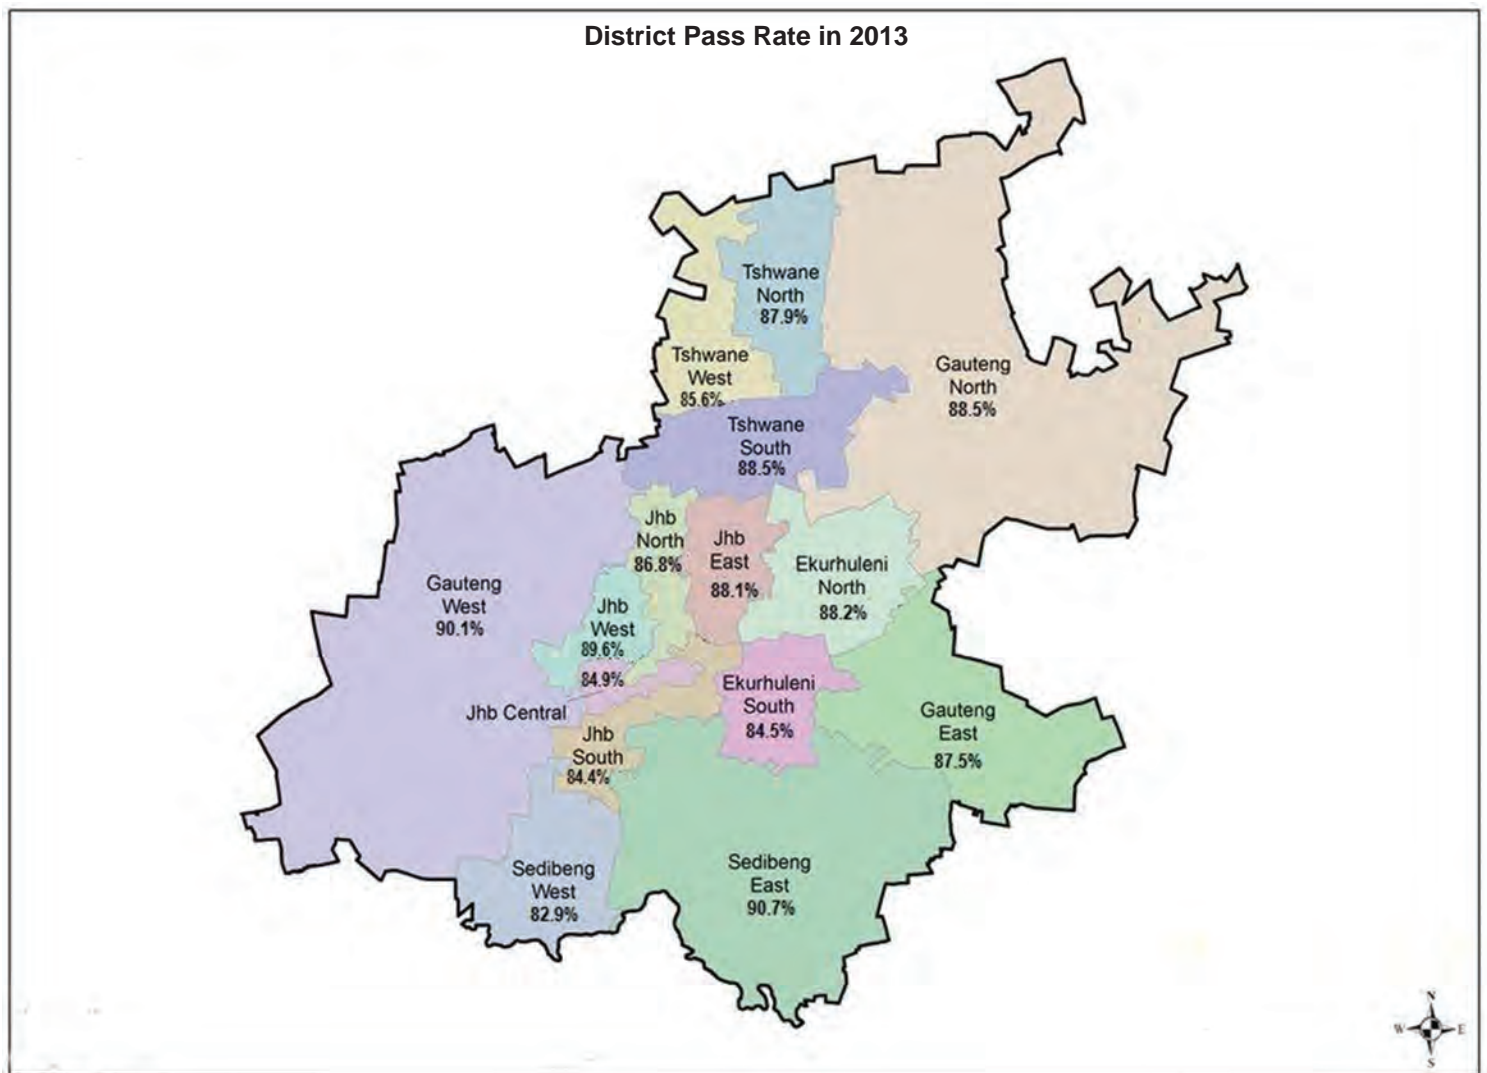 District Pass Rate in 2013
Tshwane
North
87.9%
Tshwane
West
85.6%
Gauteng
North
88.5%
Tshwane
South
88.5%
Jhb
North
86.8%
Jhb
East
88.1%
Ekurhuleni
North
88.2%
Gauteng
West
90.1%
Jhb
West
89.6%
84.9%
Jhb Central
Ekurhuleni
South
84.5%
Gauteng
East
87.5%
Jhb
South
84.4%
Sedibeng
West
82.9%
Sedibeng
East
90.7%
N
W E
S